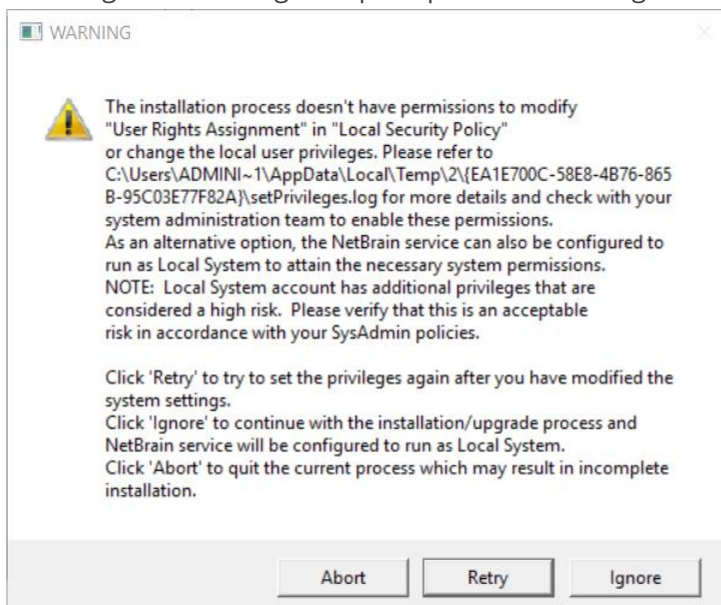 WARNING
The installation process doesn't have permissions to modify
"User Rights Assignment" in "Local Security Policy"
or change the local user privileges. Please refer to
C:\Users\ADMINI~1\AppData\Local\Temp\2\{EA1E700C-58E8-4B76-865
B-95C03E77F82A}\setPrivileges.log for more details and check with your
system administration team to enable these permissions.
As an alternative option, the NetBrain service can also be configured to
run as Local System to attain the necessary system permissions.
NOTE:  Local System account has additional privileges that are
considered a high risk.  Please verify that this is an acceptable
risk in accordance with your SysAdmin policies.
Click 'Retry' to try to set the privileges again after you have modified the
system settings.
Click 'Ignore' to continue with the installation/upgrade process and
NetBrain service will be configured to run as Local System.
Click 'Abort' to quit the current process which may result in incomplete
installation.
Abort Retry Ignore